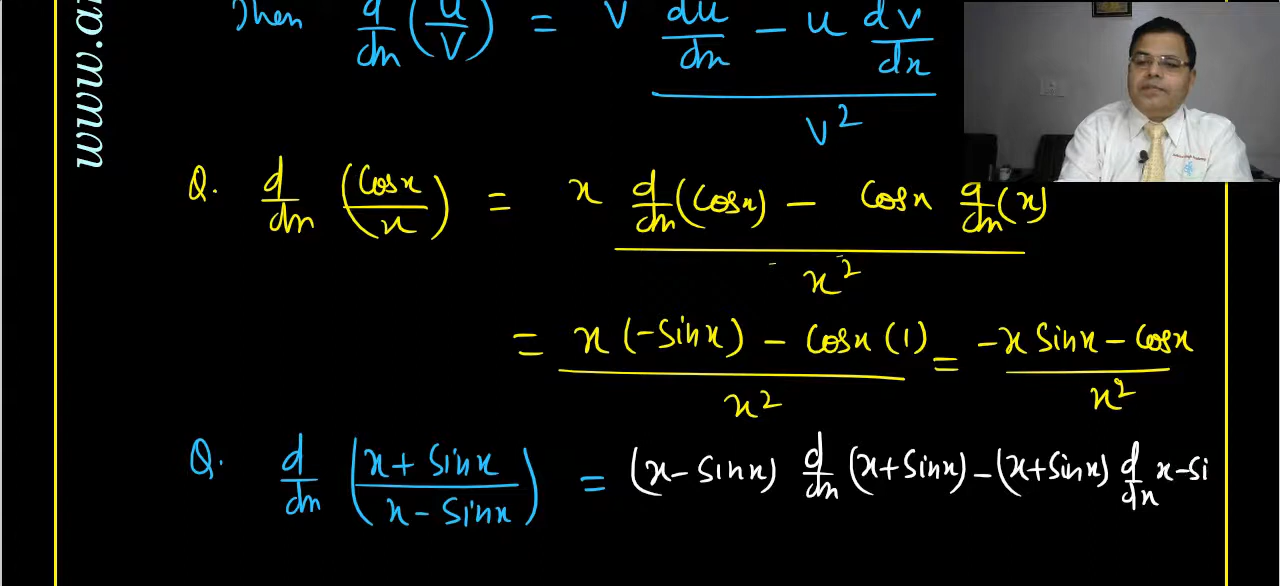 www.a
Then d/dx (u/v) = v du/dx - u dv/dx / v²
Q. d/dx (Cosx/x) = x d/dx (Cosx) - Cosx d/dx (x) / x²
= x (-Sinx) - Cosx (1) / x² = -x Sinx - Cosx / x²
Q. d/dx (x + Sinx / x - Sinx) = (x - Sinx) d/dx (x + Sinx) - (x + Sinx) d/dx x - Si